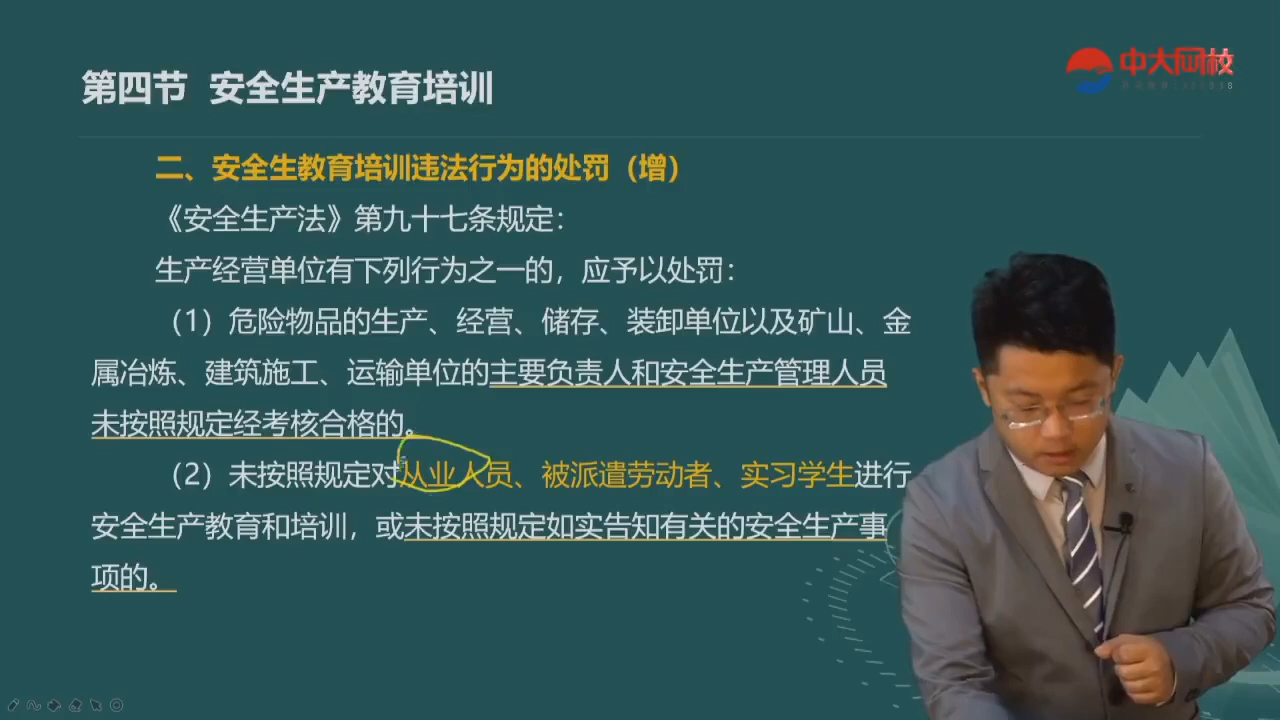 第四节 安全生产教育培训
中大网校
二、安全生教育培训违法行为的处罚（增）
《安全生产法》第九十七条规定：
生产经营单位有下列行为之一的，应予以处罚：
（1）危险物品的生产、经营、储存、装卸单位以及矿山、金
属冶炼、建筑施工、运输单位的主要负责人和安全生产管理人员
未按照规定经考核合格的。
（2）未按照规定对从业人员、被派遣劳动者、实习学生进行
安全生产教育和培训，或未按照规定如实告知有关的安全生产事
项的。